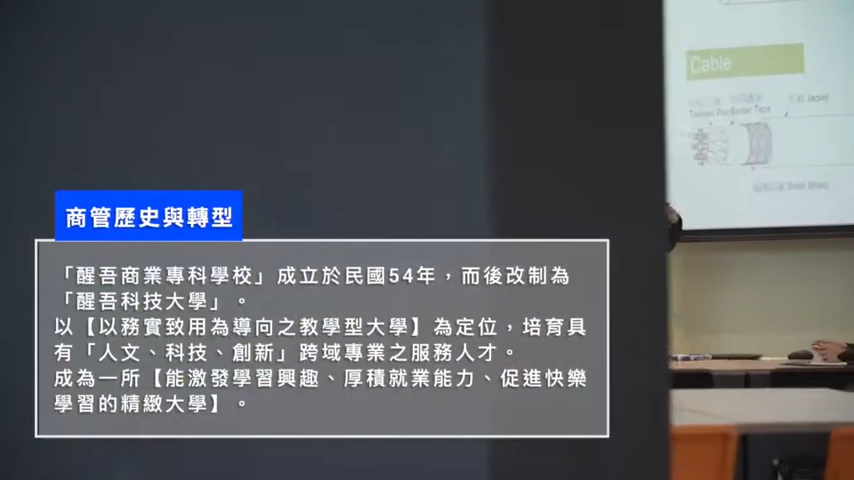 Cable
Jacket
商管歷史與轉型
「醒吾商業專科學校」成立於民國54年，而後改制為
「醒吾科技大學」。
以【以務實致用為導向之教學型大學】為定位，培育具
有「人文、科技、創新」跨域專業之服務人才。
成為一所【能激發學習興趣、厚積就業能力、促進快樂
學習的精緻大學】。